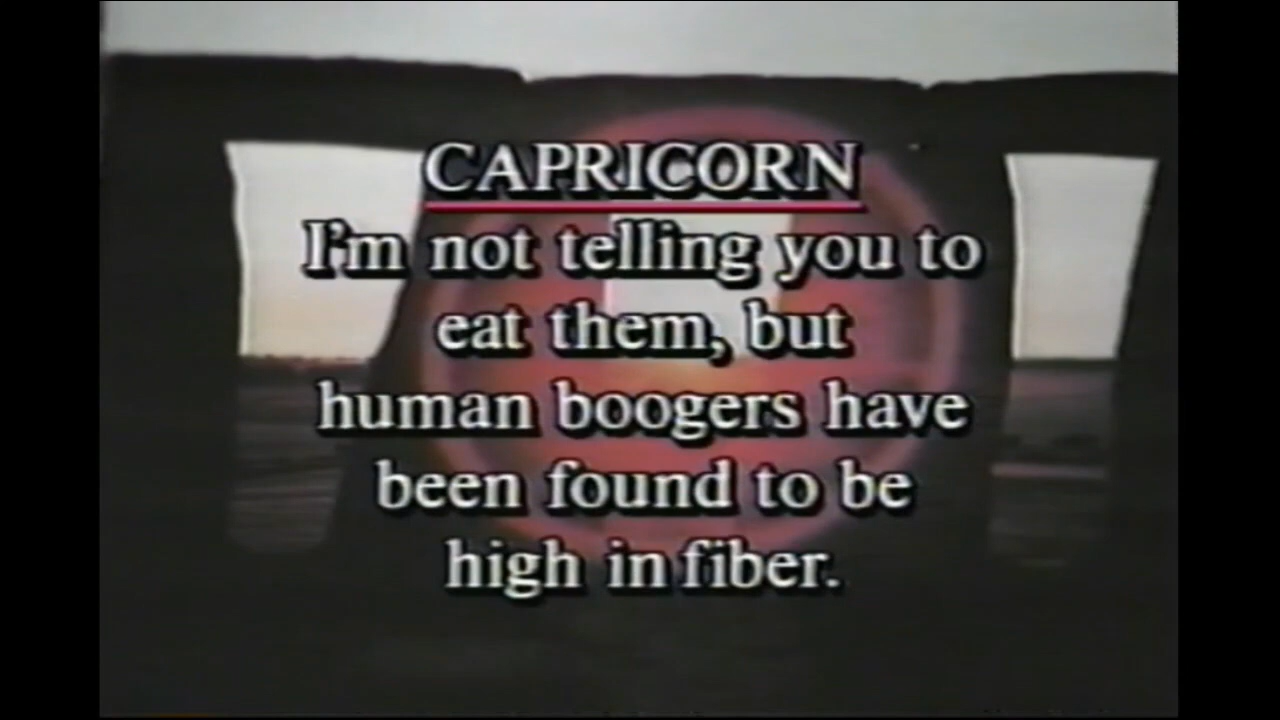 CAPRICORN
I'm not telling you to
eat them, but
human boogers have
been found to be
high in fiber.